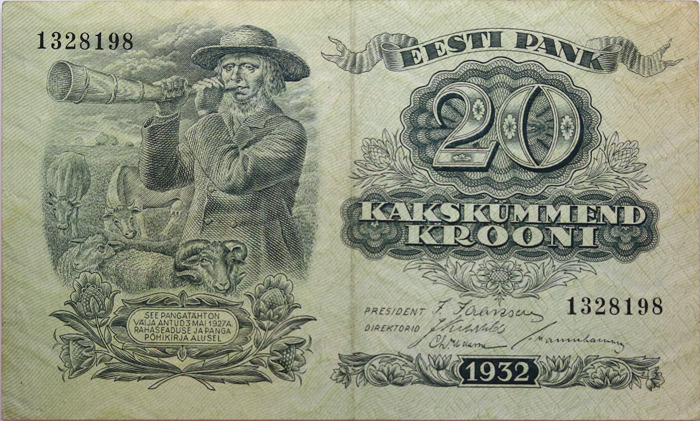 1328198
EESTI PANK
20
KAKSKÜMMEND
KROONI
SEE PANGATÄHT ON
VÄLJA ANTUD 3 MAI 1927 A.
RAHASEADUSE JA PANGA
PÕHIKIRJA ALUSEL
PRESIDENT J. Jaanson
DIREKTORID
1328198
1932